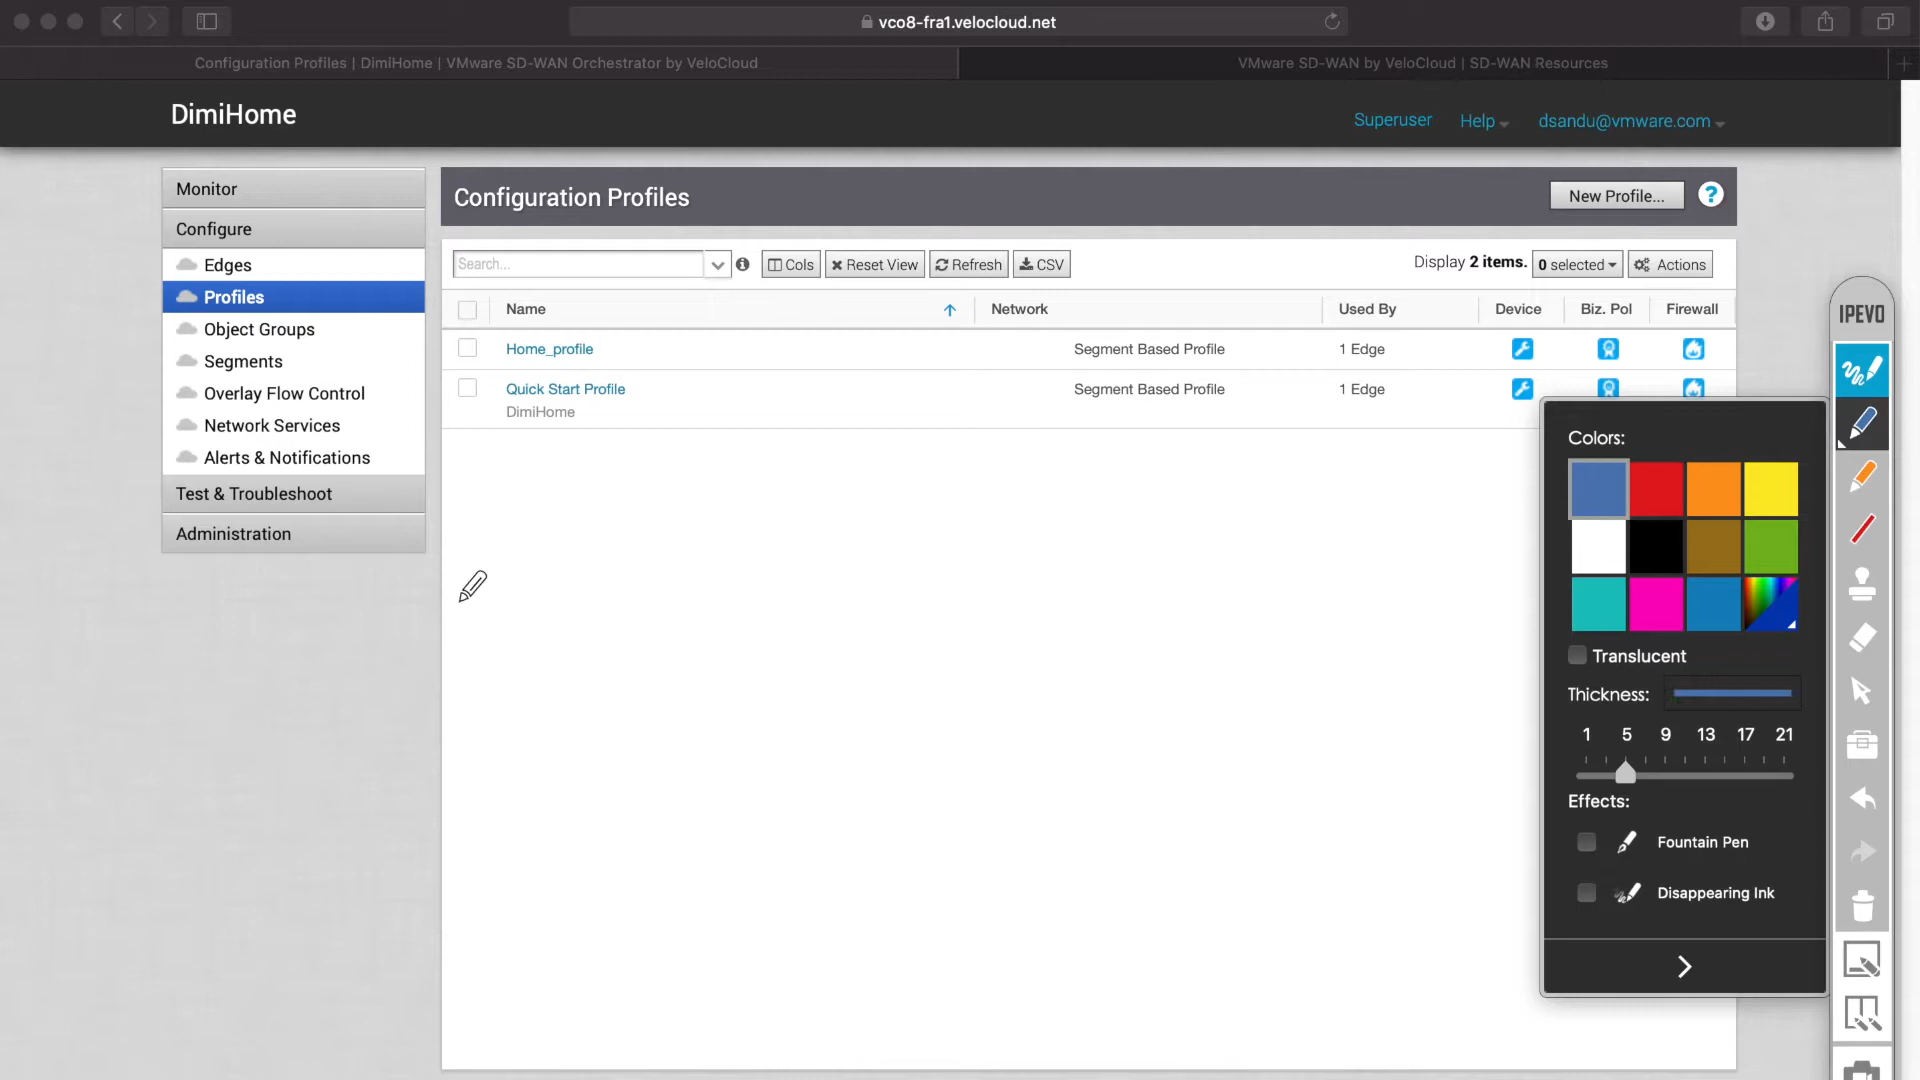 vco8-fra1.velocloud.net
Configuration Profiles | DimiHome | VMware SD-WAN Orchestrator by VeloCloud
VMware SD-WAN by VeloCloud | SD-WAN Resources
DimiHome
Superuser
Help
dsandu@vmware.com
Monitor
Configure
Edges
Profiles
Object Groups
Segments
Overlay Flow Control
Network Services
Alerts & Notifications
Test & Troubleshoot
Administration
Configuration Profiles
New Profile...
?
Search...
Cols
Reset View
Refresh
CSV
Display 2 items.
0 selected
Actions
Name Network Used By Device Biz. Pol Firewall
Home_profile Segment Based Profile 1 Edge
Quick Start Profile Segment Based Profile 1 Edge
DimiHome
IPEVO
Colors:
Translucent
Thickness:
1 5 9 13 17 21
Effects:
Fountain Pen
Disappearing Ink